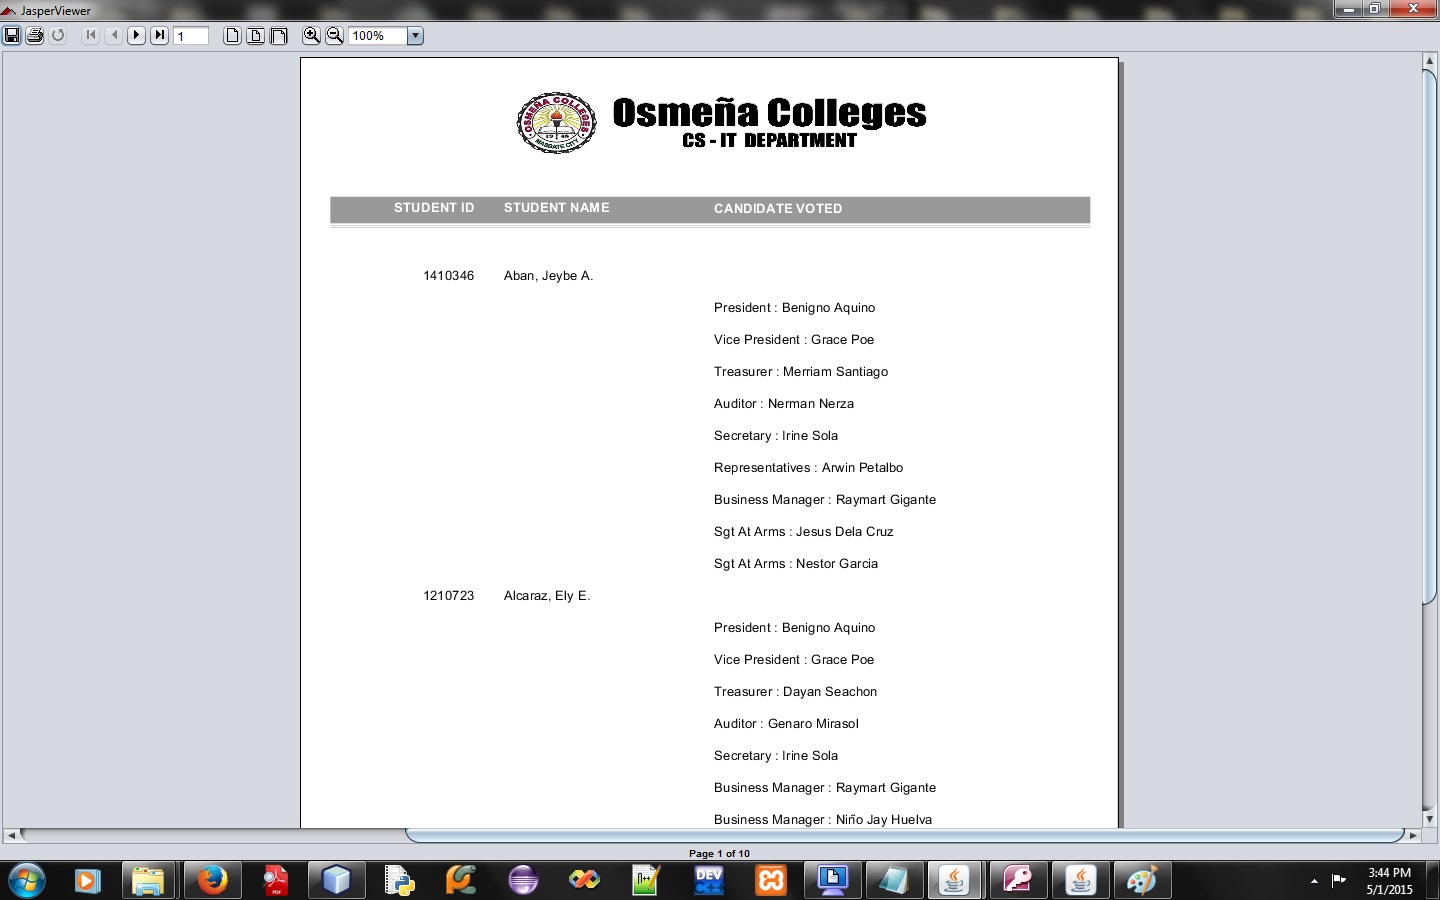 JasperViewer
1
100%
OSMEÑA COLLEGES
1946
MASBATE CITY
Osmeña Colleges
CS - IT DEPARTMENT
STUDENT ID STUDENT NAME CANDIDATE VOTED
1410346 Aban, Jeybe A.
President : Benigno Aquino
Vice President : Grace Poe
Treasurer : Merriam Santiago
Auditor : Nerman Nerza
Secretary : Irine Sola
Representatives : Arwin Petalbo
Business Manager : Raymart Gigante
Sgt At Arms : Jesus Dela Cruz
Sgt At Arms : Nestor Garcia
1210723 Alcaraz, Ely E.
President : Benigno Aquino
Vice President : Grace Poe
Treasurer : Dayan Seachon
Auditor : Genaro Mirasol
Secretary : Irine Sola
Business Manager : Raymart Gigante
Business Manager : Niño Jay Huelva
Page 1 of 10
PDF
N++
DEV
C++
3:44 PM
5/1/2015